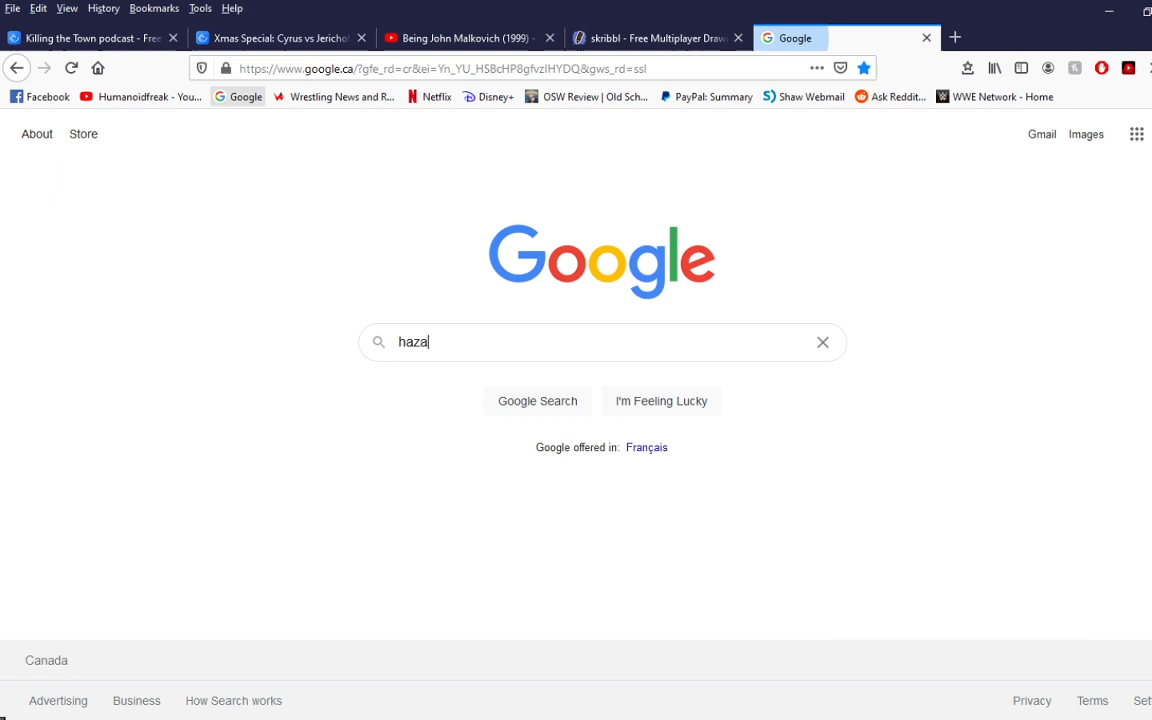 File Edit View History Bookmarks Tools Help
Killing the Town podcast - Free Xmas Special: Cyrus vs Jericho Being John Malkovich (1999) - skribbl - Free Multiplayer Draw Google
https://www.google.ca/?gfe_rd=cr&ei=Yn_YU_HSBcHP8gfvzIHYDQ&gws_rd=ssl
Facebook Humanoidfreak - You... Google Wrestling News and R... Netflix Disney+ OSW Review | Old Sch... PayPal: Summary Shaw Webmail Ask Reddit... WWE Network - Home
About Store Gmail Images
Google
haza
Google Search I'm Feeling Lucky
Google offered in: Français
Canada
Advertising Business How Search works Privacy Terms Set